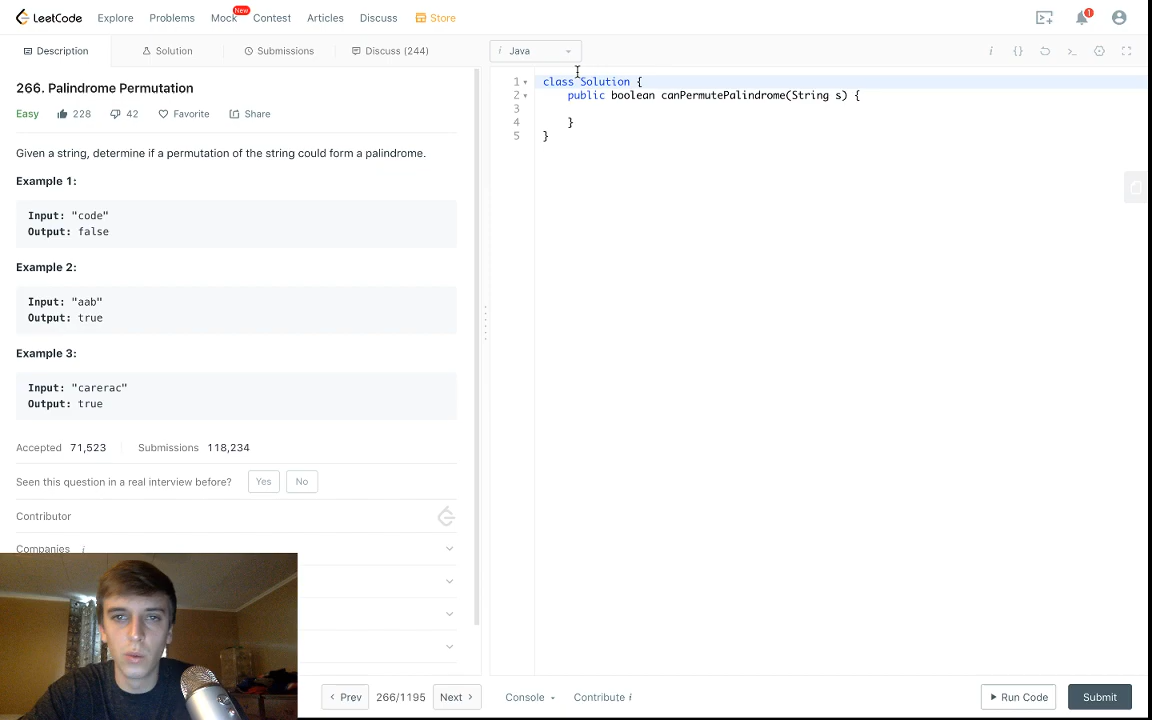 LeetCode Explore Problems Mock New Contest Articles Discuss Store 1
Description Solution Submissions Discuss (244) i Java i {}
266. Palindrome Permutation
Easy 228 42 Favorite Share
Given a string, determine if a permutation of the string could form a palindrome.
Example 1:
Input: "code"
Output: false
Example 2:
Input: "aab"
Output: true
Example 3:
Input: "carerac"
Output: true
Accepted 71,523 Submissions 118,234
Seen this question in a real interview before? Yes No
Contributor
Companies i
Prev 266/1195 Next
1 class Solution {
2 public boolean canPermutePalindrome(String s) {
3
4 }
5 }
Console Contribute i Run Code Submit